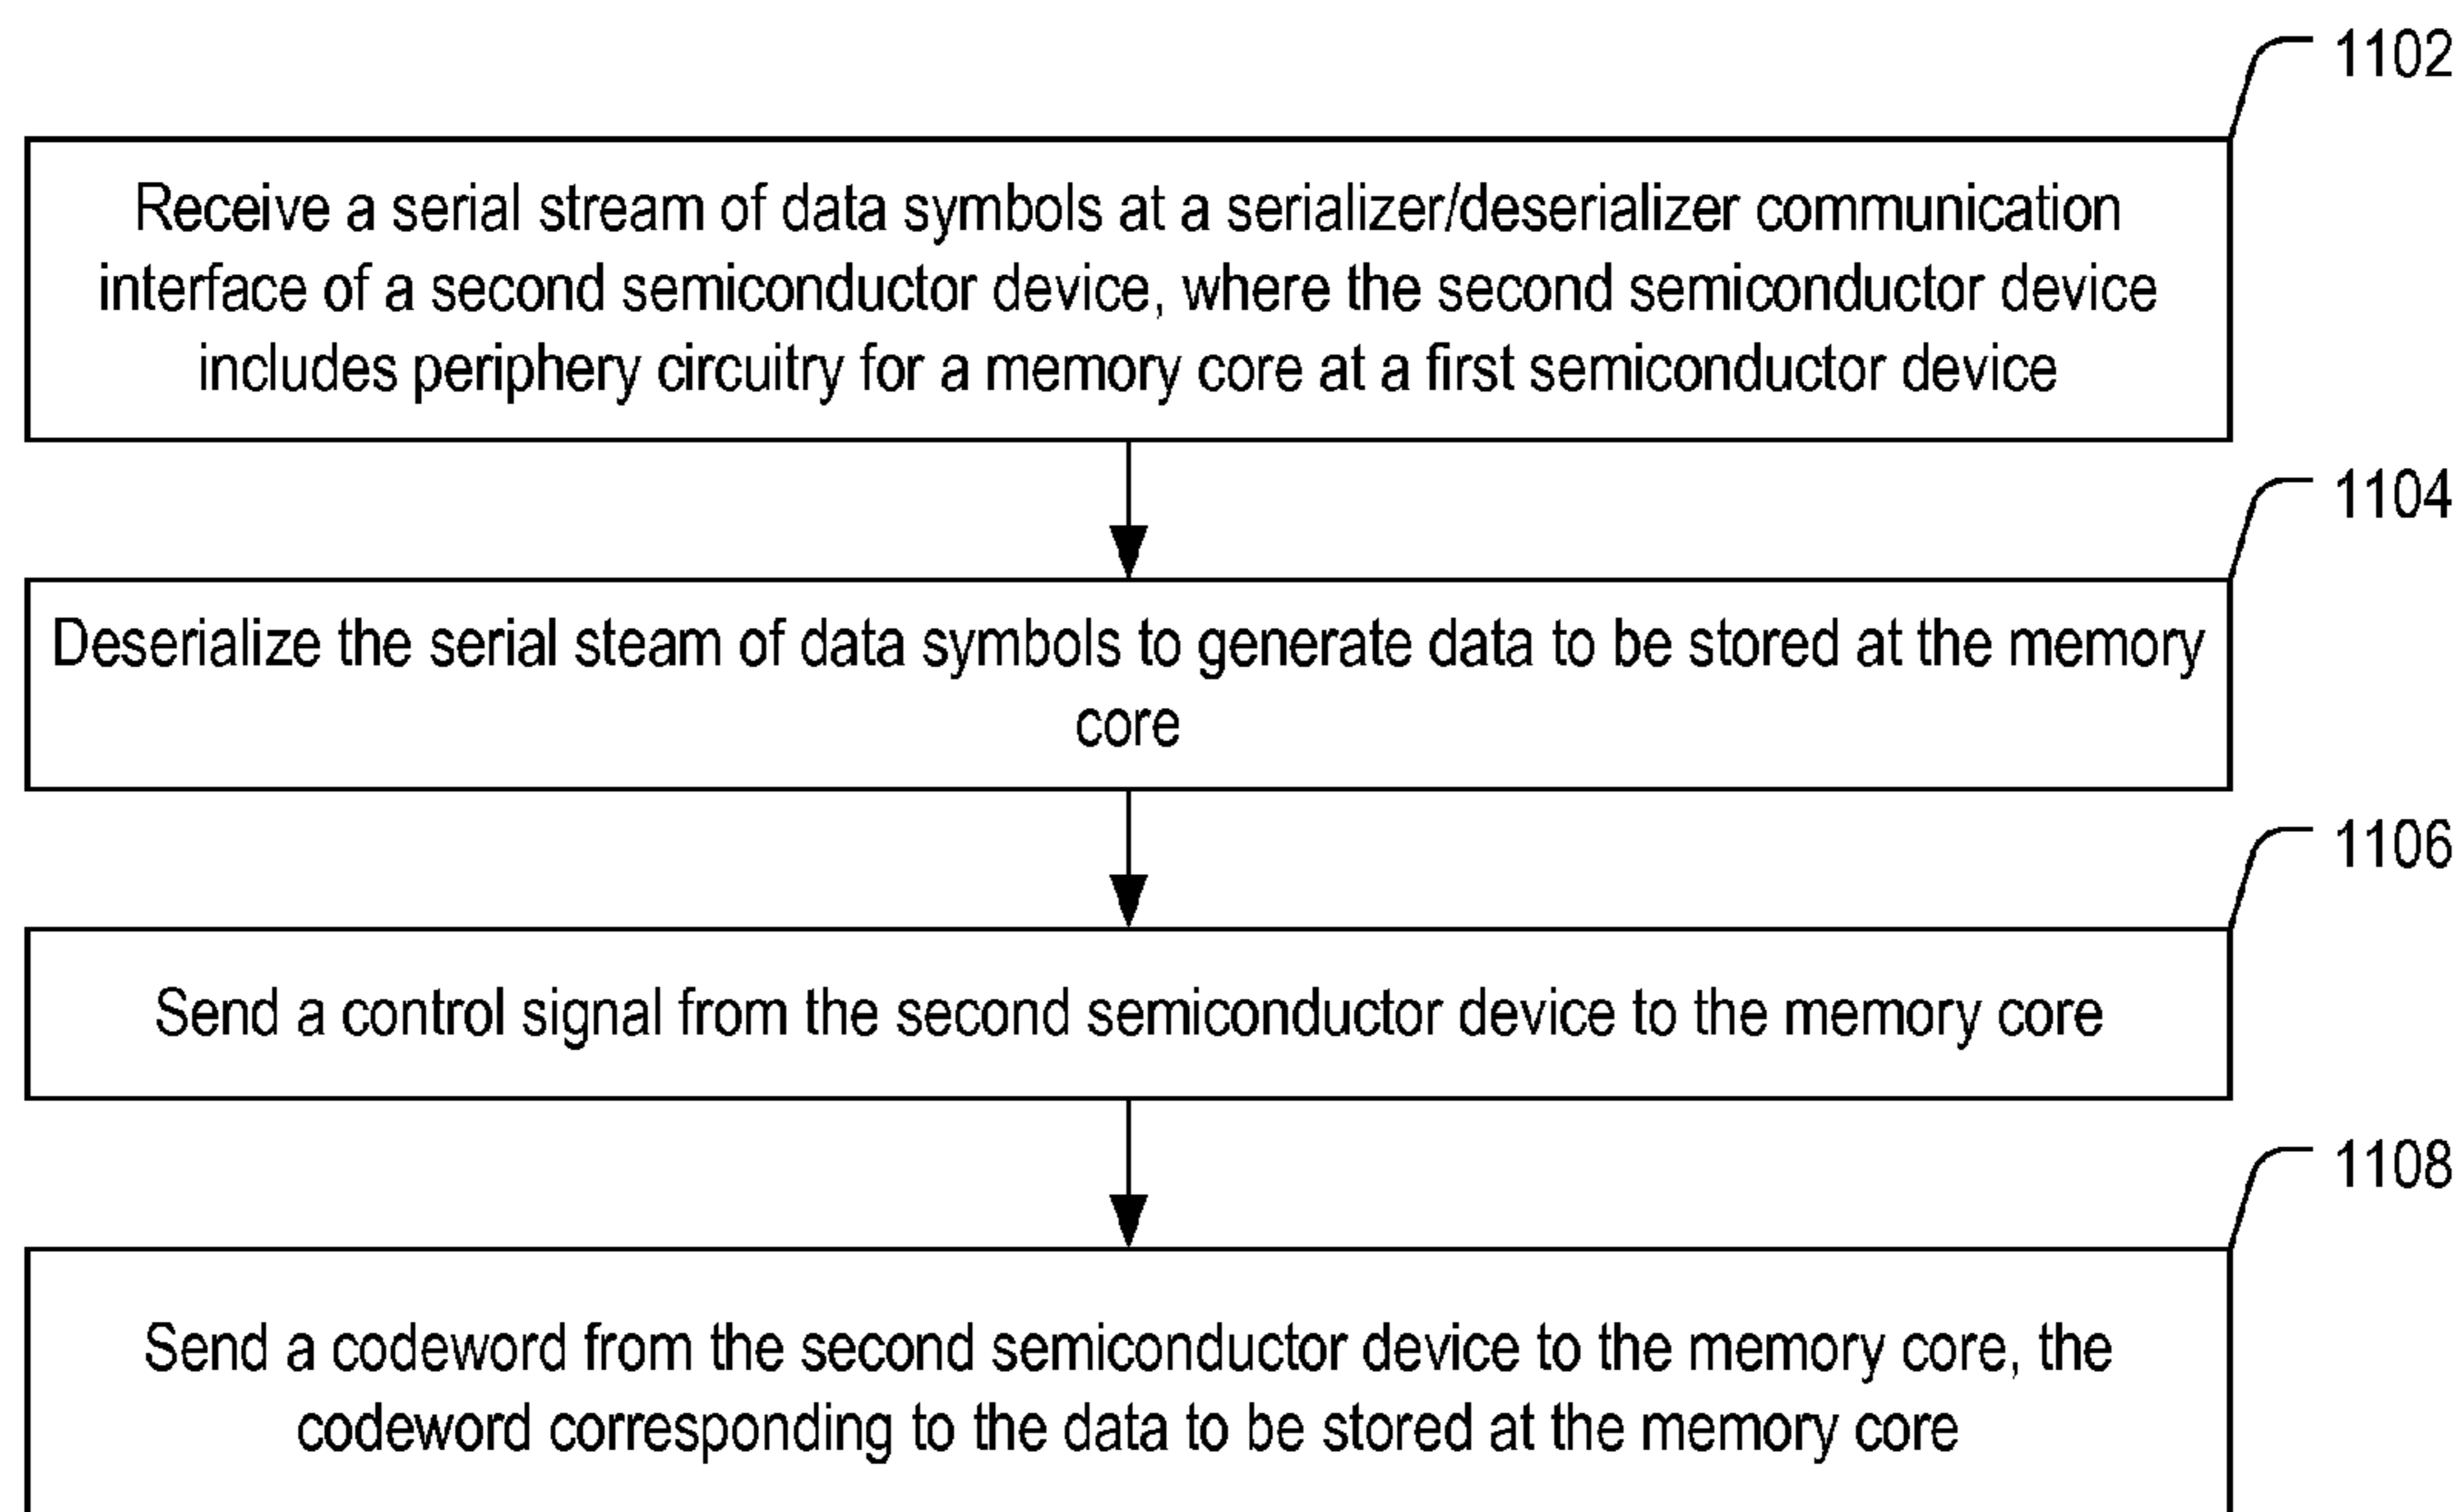 1102
Receive a serial stream of data symbols at a serializer/deserializer communication
interface of a second semiconductor device, where the second semiconductor device
includes periphery circuitry for a memory core at a first semiconductor device
1104
Deserialize the serial steam of data symbols to generate data to be stored at the memory
core
1106
Send a control signal from the second semiconductor device to the memory core
1108
Send a codeword from the second semiconductor device to the memory core, the
codeword corresponding to the data to be stored at the memory core